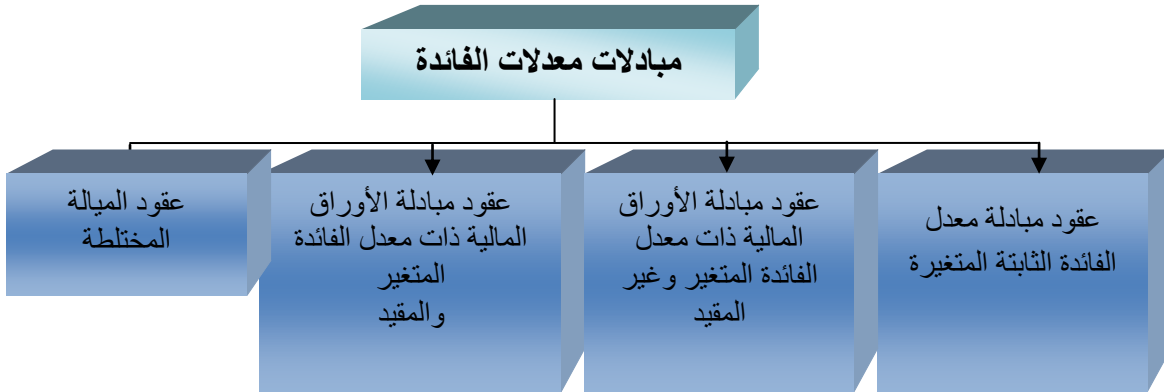 مبادلات معدلات الفائدة
عقود مبادلة معدل
الفائدة الثابتة المتغيرة
عقود مبادلة الأوراق
المالية ذات معدل
الفائدة المتغير وغير
المقيد
عقود مبادلة الأوراق
المالية ذات معدل الفائدة
المتغير
والمقيد
عقود الميالة
المختلطة